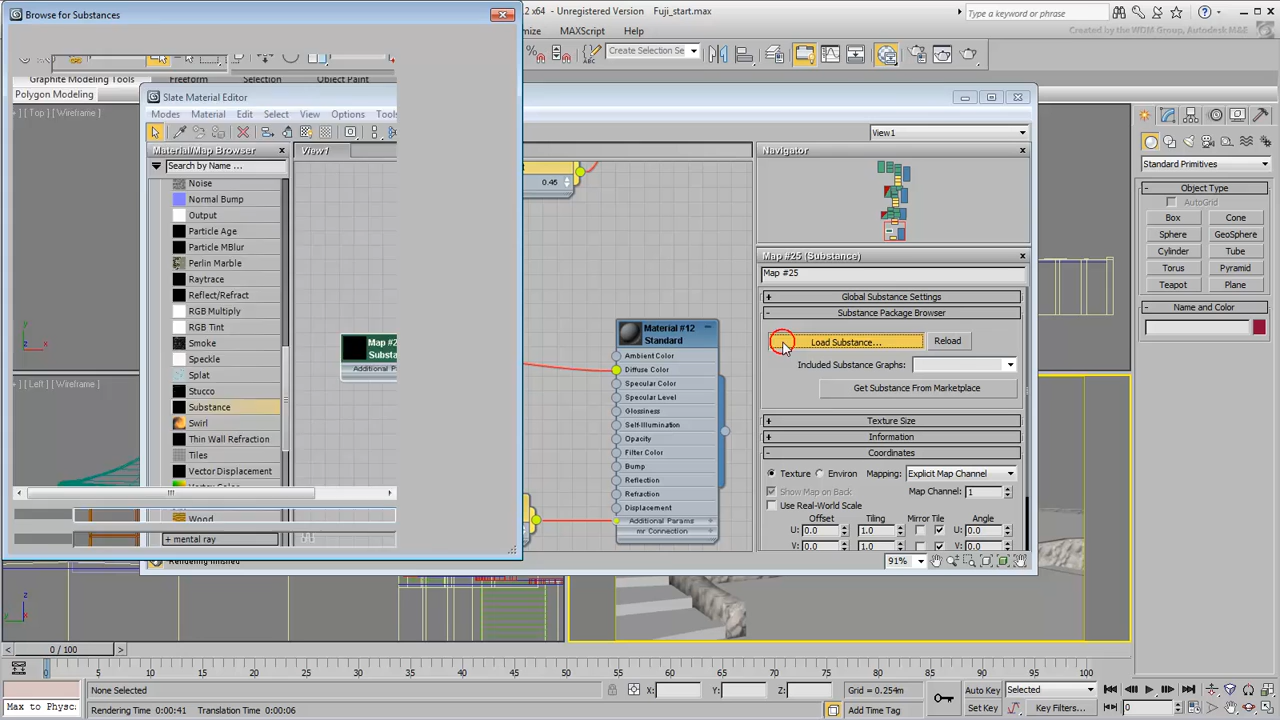 Browse for Substances
.2 x64 - Unregistered Version Fuji_start.max
Type a keyword or phrase
Created by the WDM Group, Autodesk M&E
mize MAXScript Help
Create Selection Se
Graphite Modeling Tools Freeform Selection Object Paint
Polygon Modeling
Slate Material Editor
] [ Top ] [ Wireframe ]
Modes Material Edit Select View Options Tools
View1
Material/Map Browser
View1
Navigator
Search by Name ...
Standard Primitives
Noise
Normal Bump
Output
Particle Age
Particle MBlur
Perlin Marble
Raytrace
Reflect/Refract
RGB Multiply
RGB Tint
Smoke
Speckle
Splat
Stucco
Substance
Swirl
Thin Wall Refraction
Tiles
Vector Displacement
Wood
+ mental ray
Rendering finished
0.45
Map #2
Substa
Additional P
Material #12
Standard
Ambient Color
Diffuse Color
Specular Color
Specular Level
Glossiness
Self-Illumination
Opacity
Filter Color
Bump
Reflection
Refraction
Displacement
Additional Params
mr Connection
Map #25 (Substance)
Map #25
+ Global Substance Settings
- Substance Package Browser
Load Substance... Reload
Included Substance Graphs:
Get Substance From Marketplace
+ Texture Size
+ Information
- Coordinates
Texture Environ Mapping: Explicit Map Channel
Show Map on Back Map Channel: 1
Use Real-World Scale
Offset Tiling Mirror Tile Angle
U: 0.0 1.0 U: 0.0
V: 0.0 1.0 V: 0.0
91%
- Object Type
AutoGrid
Box Cone
Sphere GeoSphere
Cylinder Tube
Torus Pyramid
Teapot Plane
- Name and Color
] [ Left ] [ Wireframe ]
0 / 100
0 5 10 15 20 25 30 35 40 45 50 55 60 65 70 75 80 85 90 95 100
None Selected X: Y: Z: Grid = 0.254m Auto Key Selected
Max to Physc Rendering Time 0:00:41 Translation Time 0:00:06 Add Time Tag Set Key Key Filters... 0